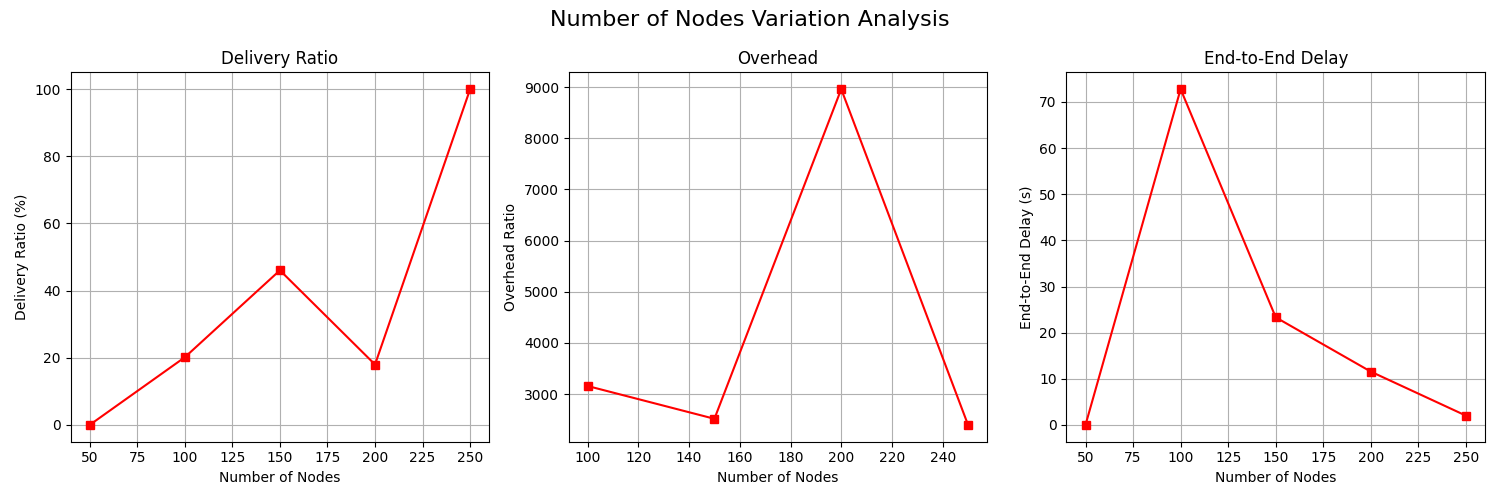 Number of Nodes Variation Analysis
Delivery Ratio
Delivery Ratio (%)
100
80
60
40
20
0
50 75 100 125 150 175 200 225 250
Number of Nodes
Overhead
Overhead Ratio
9000
8000
7000
6000
5000
4000
3000
100 120 140 160 180 200 220 240
Number of Nodes
End-to-End Delay
End-to-End Delay (s)
70
60
50
40
30
20
10
0
50 75 100 125 150 175 200 225 250
Number of Nodes